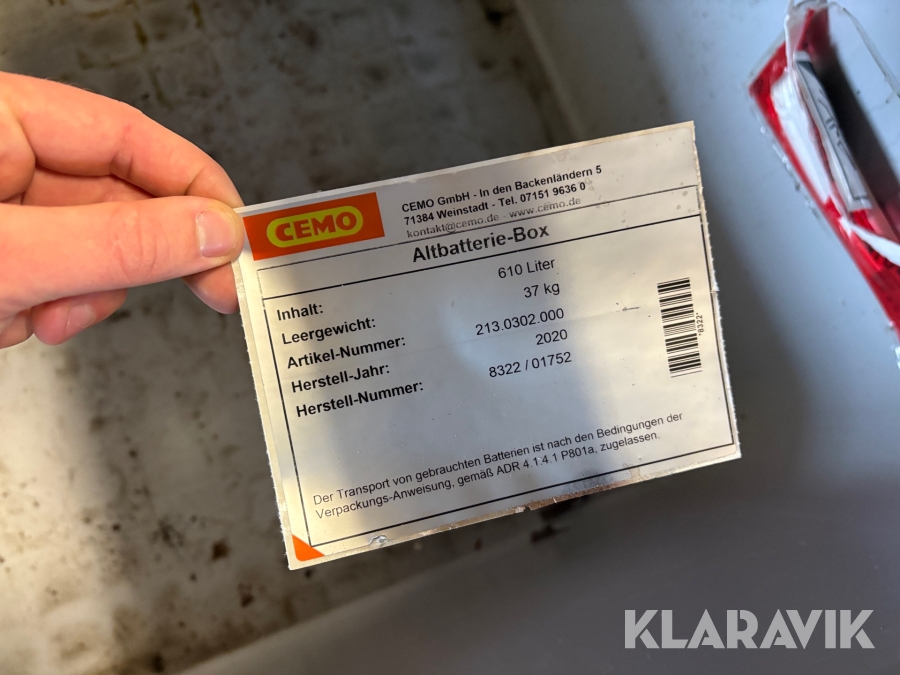 CEMO
CEMO GmbH - In den Backenländern 5
71384 Weinstadt - Tel. 07151 9636 0
kontakt@cemo.de - www.cemo.de
Altbatterie-Box
Inhalt: 610 Liter
Leergewicht: 37 kg
Artikel-Nummer: 213.0302.000
Herstell-Jahr: 2020
Herstell-Nummer: 8322 / 01752
*8322*
Der Transport von gebrauchten Batterien ist nach den Bedingungen der
Verpackungs-Anweisung, gemäß ADR 4.1.4.1 P801a, zugelassen.
KLARAVIK